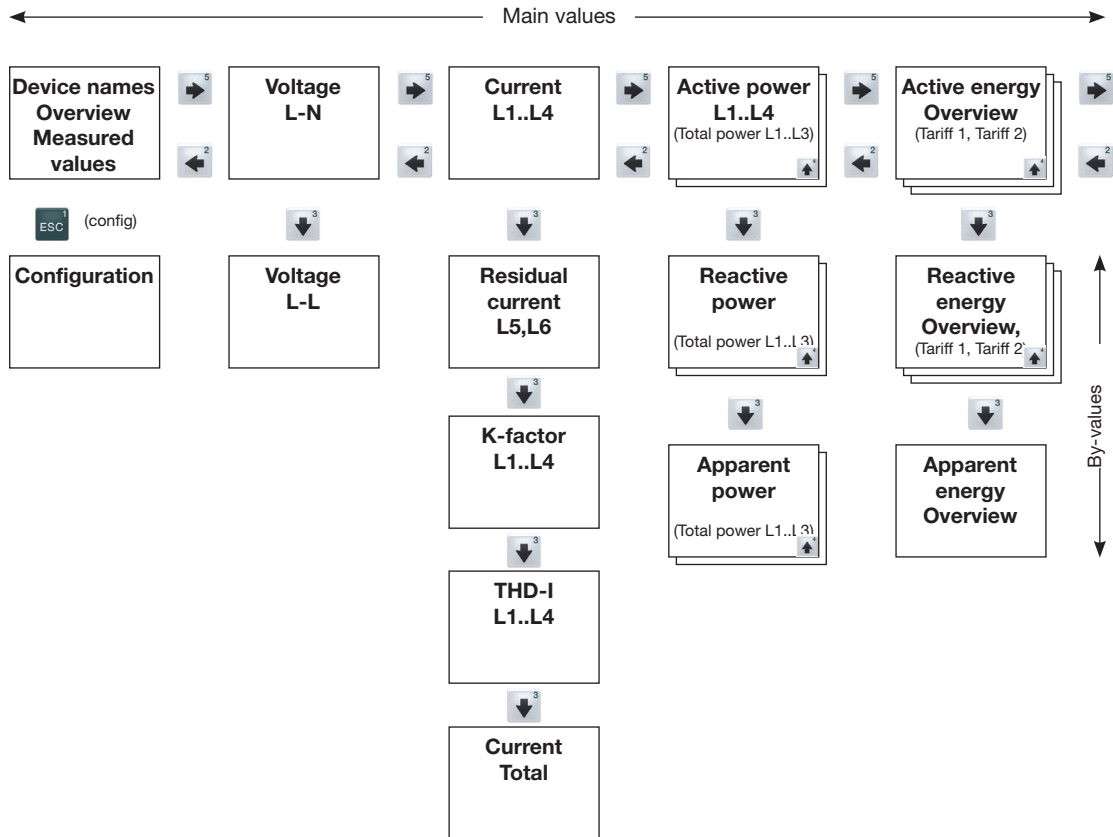 Main values
Device names
Overview
Measured
values
5
2
Voltage
L-N
5
2
Current
L1..L4
5
2
Active power
L1..L4
(Total power L1..L3)
4
5
2
Active energy
Overview
(Tariff 1, Tariff 2)
4
5
2
1
ESC
(config)
3
3
3
3
Configuration
Voltage
L-L
Residual
current
L5,L6
Reactive
power
(Total power L1..L3)
4
Reactive
energy
Overview,
(Tariff 1, Tariff 2)
4
By-values
3
3
3
K-factor
L1..L4
Apparent
power
(Total power L1..L3)
4
Apparent
energy
Overview
3
THD-I
L1..L4
3
Current
Total